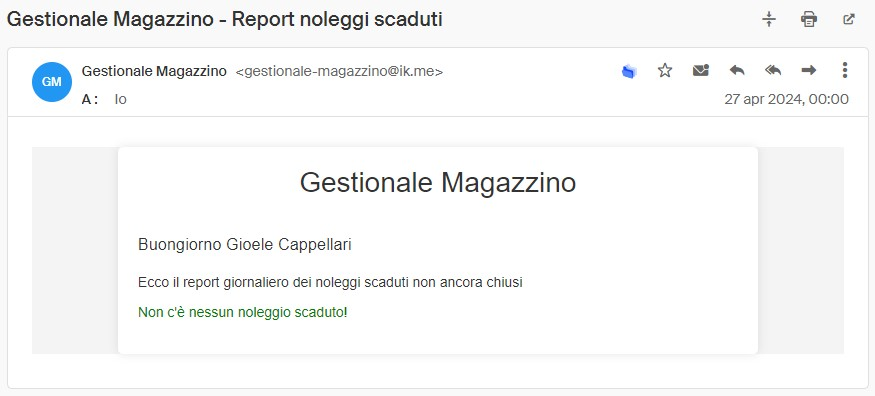 Gestionale Magazzino - Report noleggi scaduti
GM
Gestionale Magazzino <gestionale-magazzino@ik.me>
A : Io
27 apr 2024, 00:00
Gestionale Magazzino
Buongiorno Gioele Cappellari
Ecco il report giornaliero dei noleggi scaduti non ancora chiusi
Non c'è nessun noleggio scaduto!